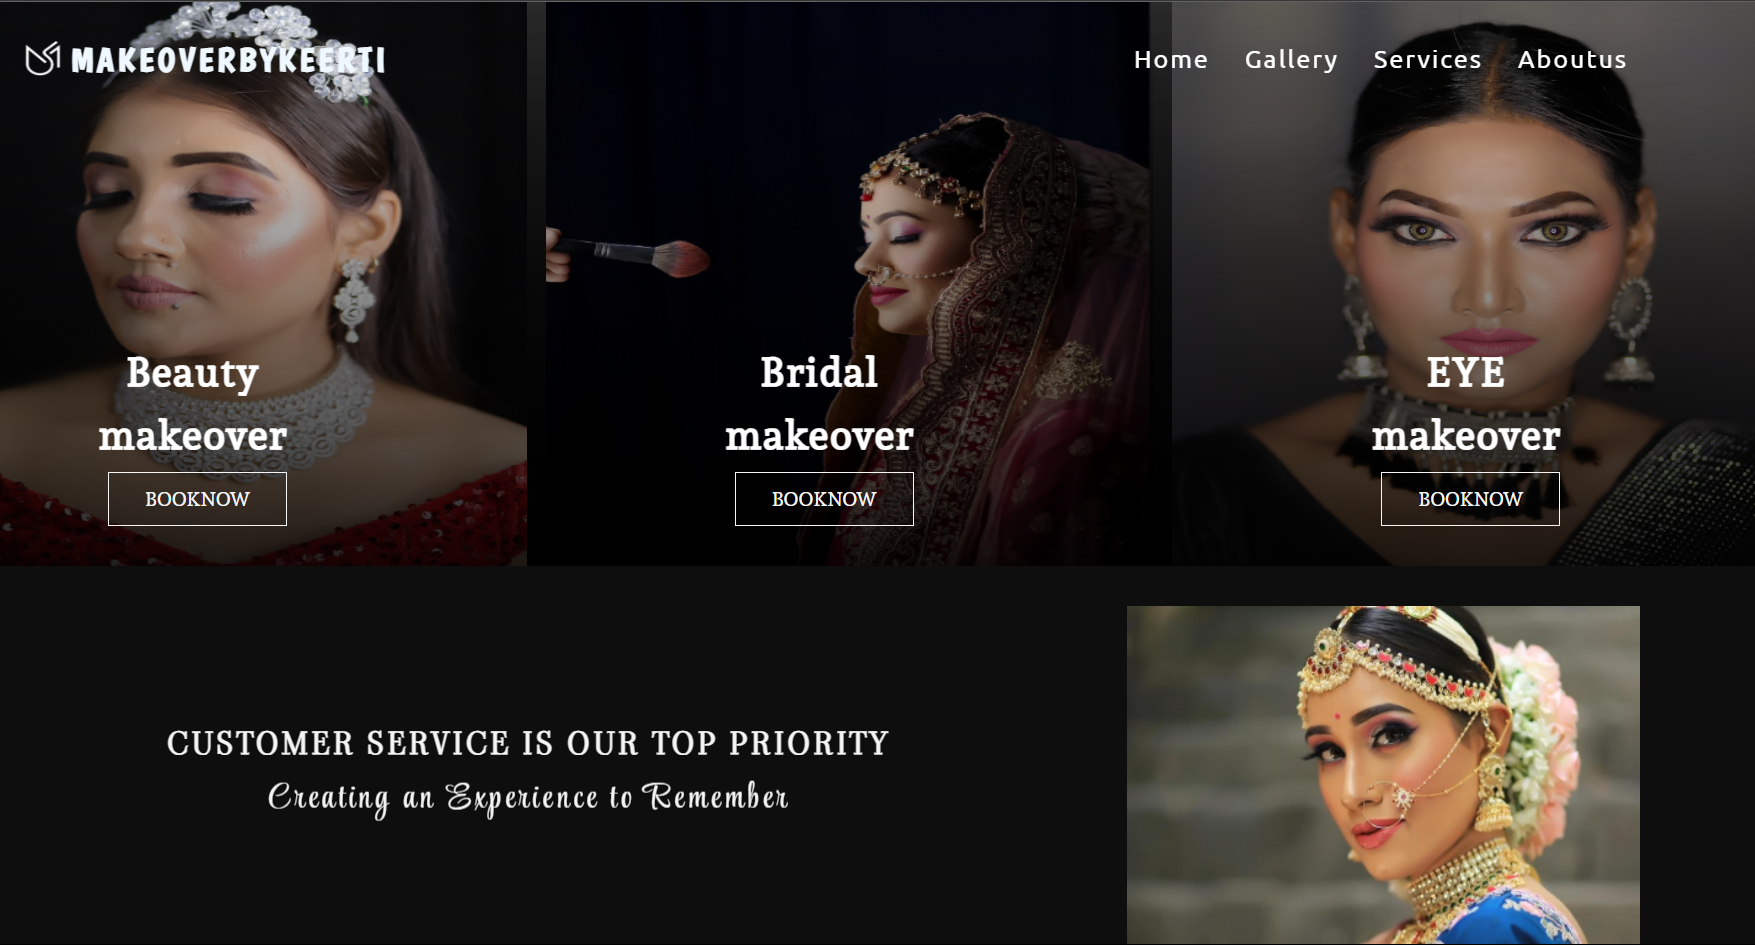 MAKEOVERBYKEERTI
Home Gallery Services Aboutus
Beauty
makeover
BOOKNOW
Bridal
makeover
BOOKNOW
EYE
makeover
BOOKNOW
CUSTOMER SERVICE IS OUR TOP PRIORITY
Creating an Experience to Remember